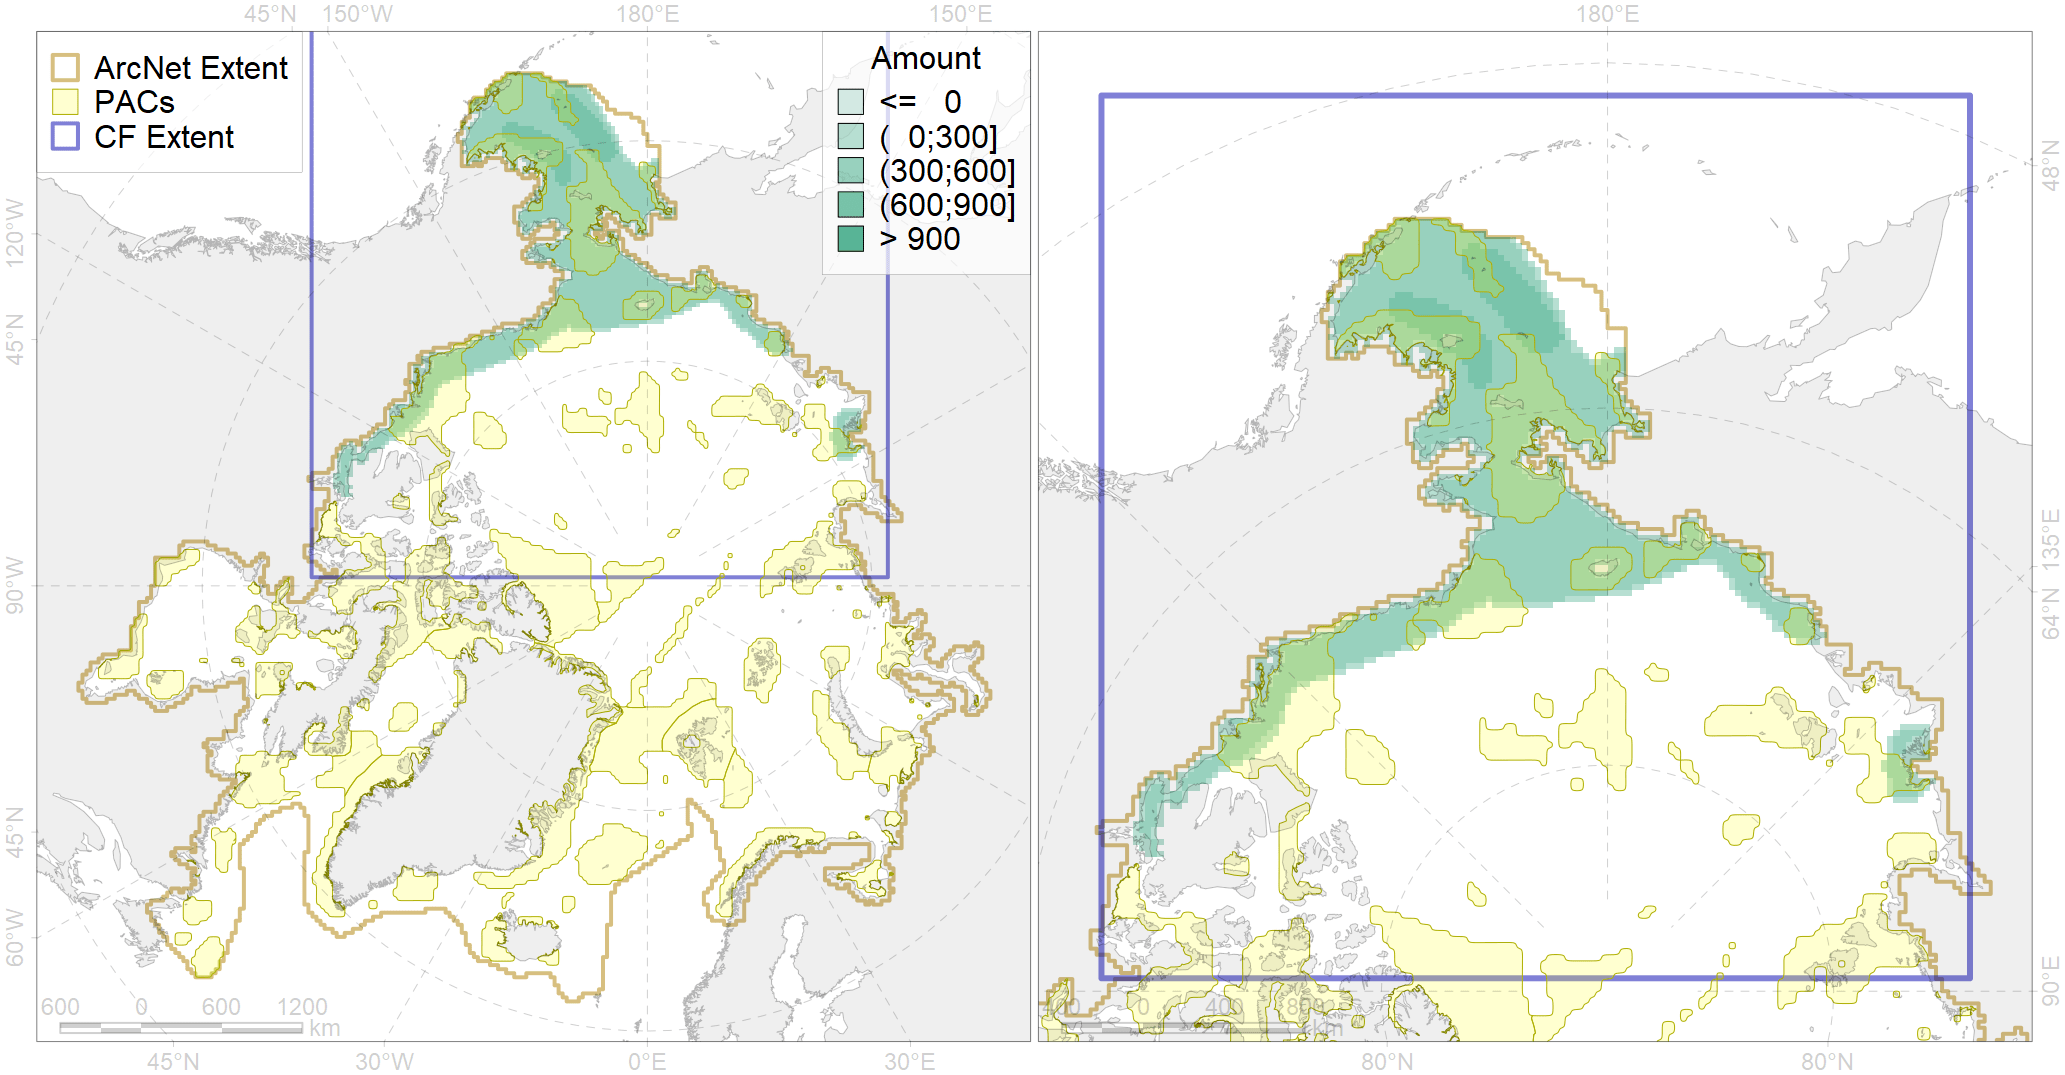 45°N 150°W 180°E 150°E 180°E
ArcNet Extent
PACs
CF Extent
Amount
<= 0
( 0;300]
(300;600]
(600;900]
> 900
120°W
45°N
90°W
45°N
60°W
48°N
135°E
64°N
90°E
600 0 600 1200
km
400 0 400 800
km
45°N 30°W 0°E 30°E 80°N 80°N